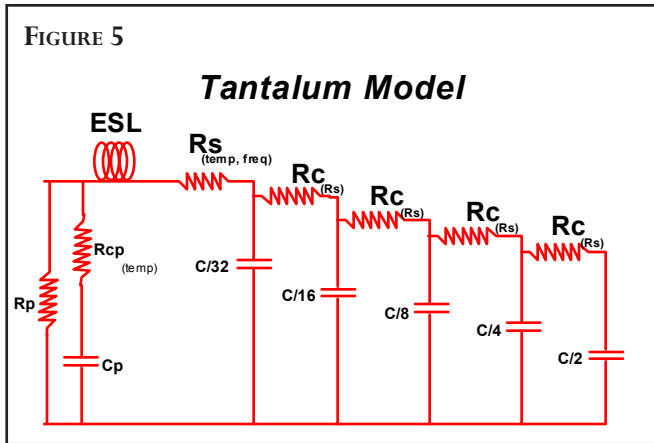 FIGURE 5
Tantalum Model
ESL
Rs
(temp, freq)
Rc
(Rs)
Rc
(Rs)
Rc
(Rs)
Rc
(Rs)
Rcp
(temp)
Rp
Cp
C/32
C/16
C/8
C/4
C/2